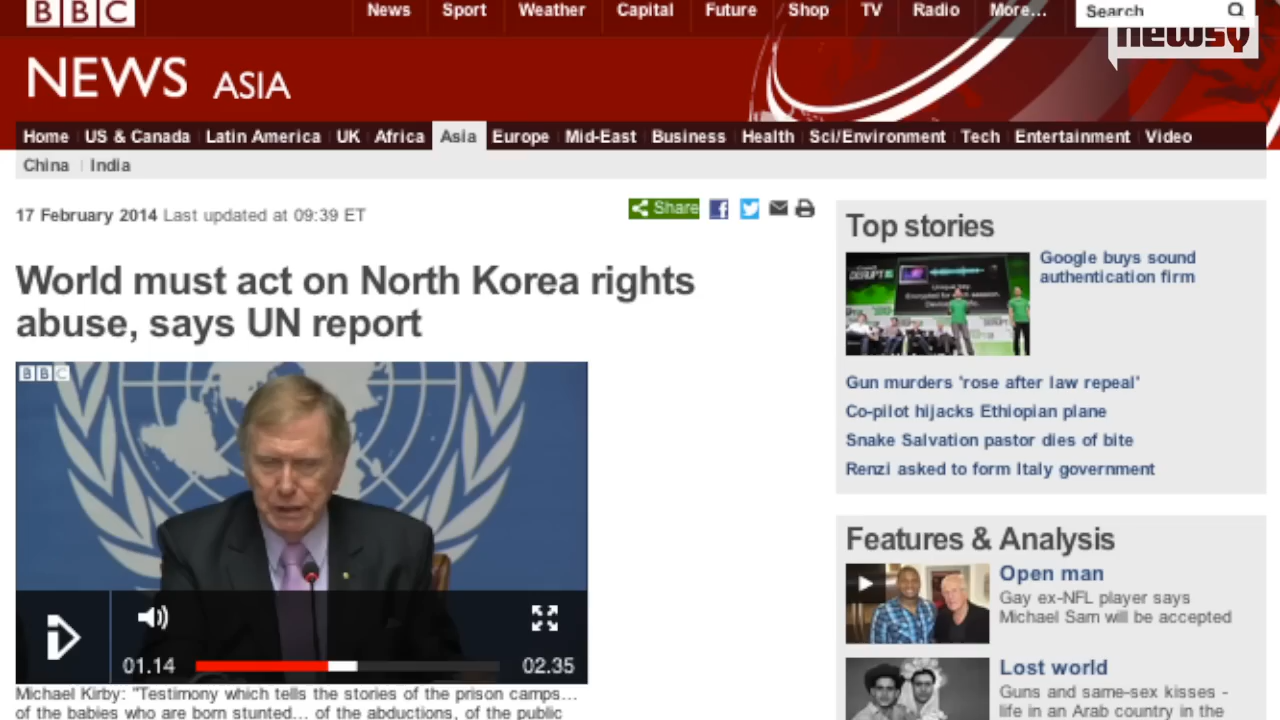 BBC
News Sport Weather Capital Future Shop TV Radio More... Search
newsy
NEWS ASIA
Home US & Canada Latin America UK Africa Asia Europe Mid-East Business Health Sci/Environment Tech Entertainment Video
China India
17 February 2014 Last updated at 09:39 ET
Share
World must act on North Korea rights
abuse, says UN report
BBC
01.14 02.35
Michael Kirby: "Testimony which tells the stories of the prison camps...
of the babies who are born stunted... of the abductions, of the public
Top stories
DISRUPT
Google buys sound
authentication firm
Gun murders 'rose after law repeal'
Co-pilot hijacks Ethiopian plane
Snake Salvation pastor dies of bite
Renzi asked to form Italy government
Features & Analysis
Open man
Gay ex-NFL player says
Michael Sam will be accepted
Lost world
Guns and same-sex kisses -
life in an Arab country in the